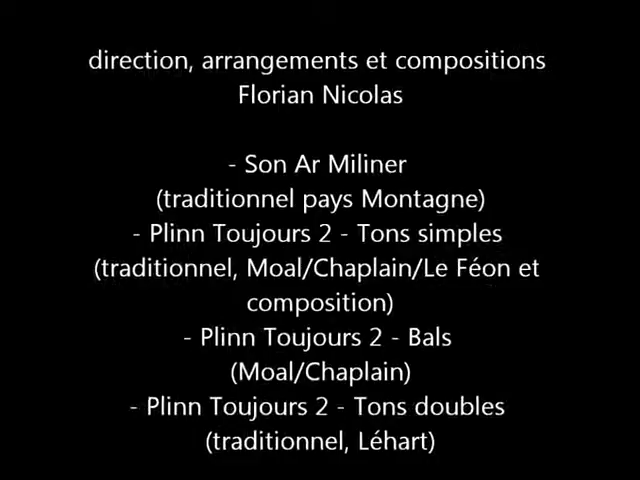 direction, arrangements et compositions
Florian Nicolas
- Son Ar Miliner
(traditionnel pays Montagne)
- Plinn Toujours 2 - Tons simples
(traditionnel, Moal/Chaplain/Le Féon et
composition)
- Plinn Toujours 2 - Bals
(Moal/Chaplain)
- Plinn Toujours 2 - Tons doubles
(traditionnel, Léhart)